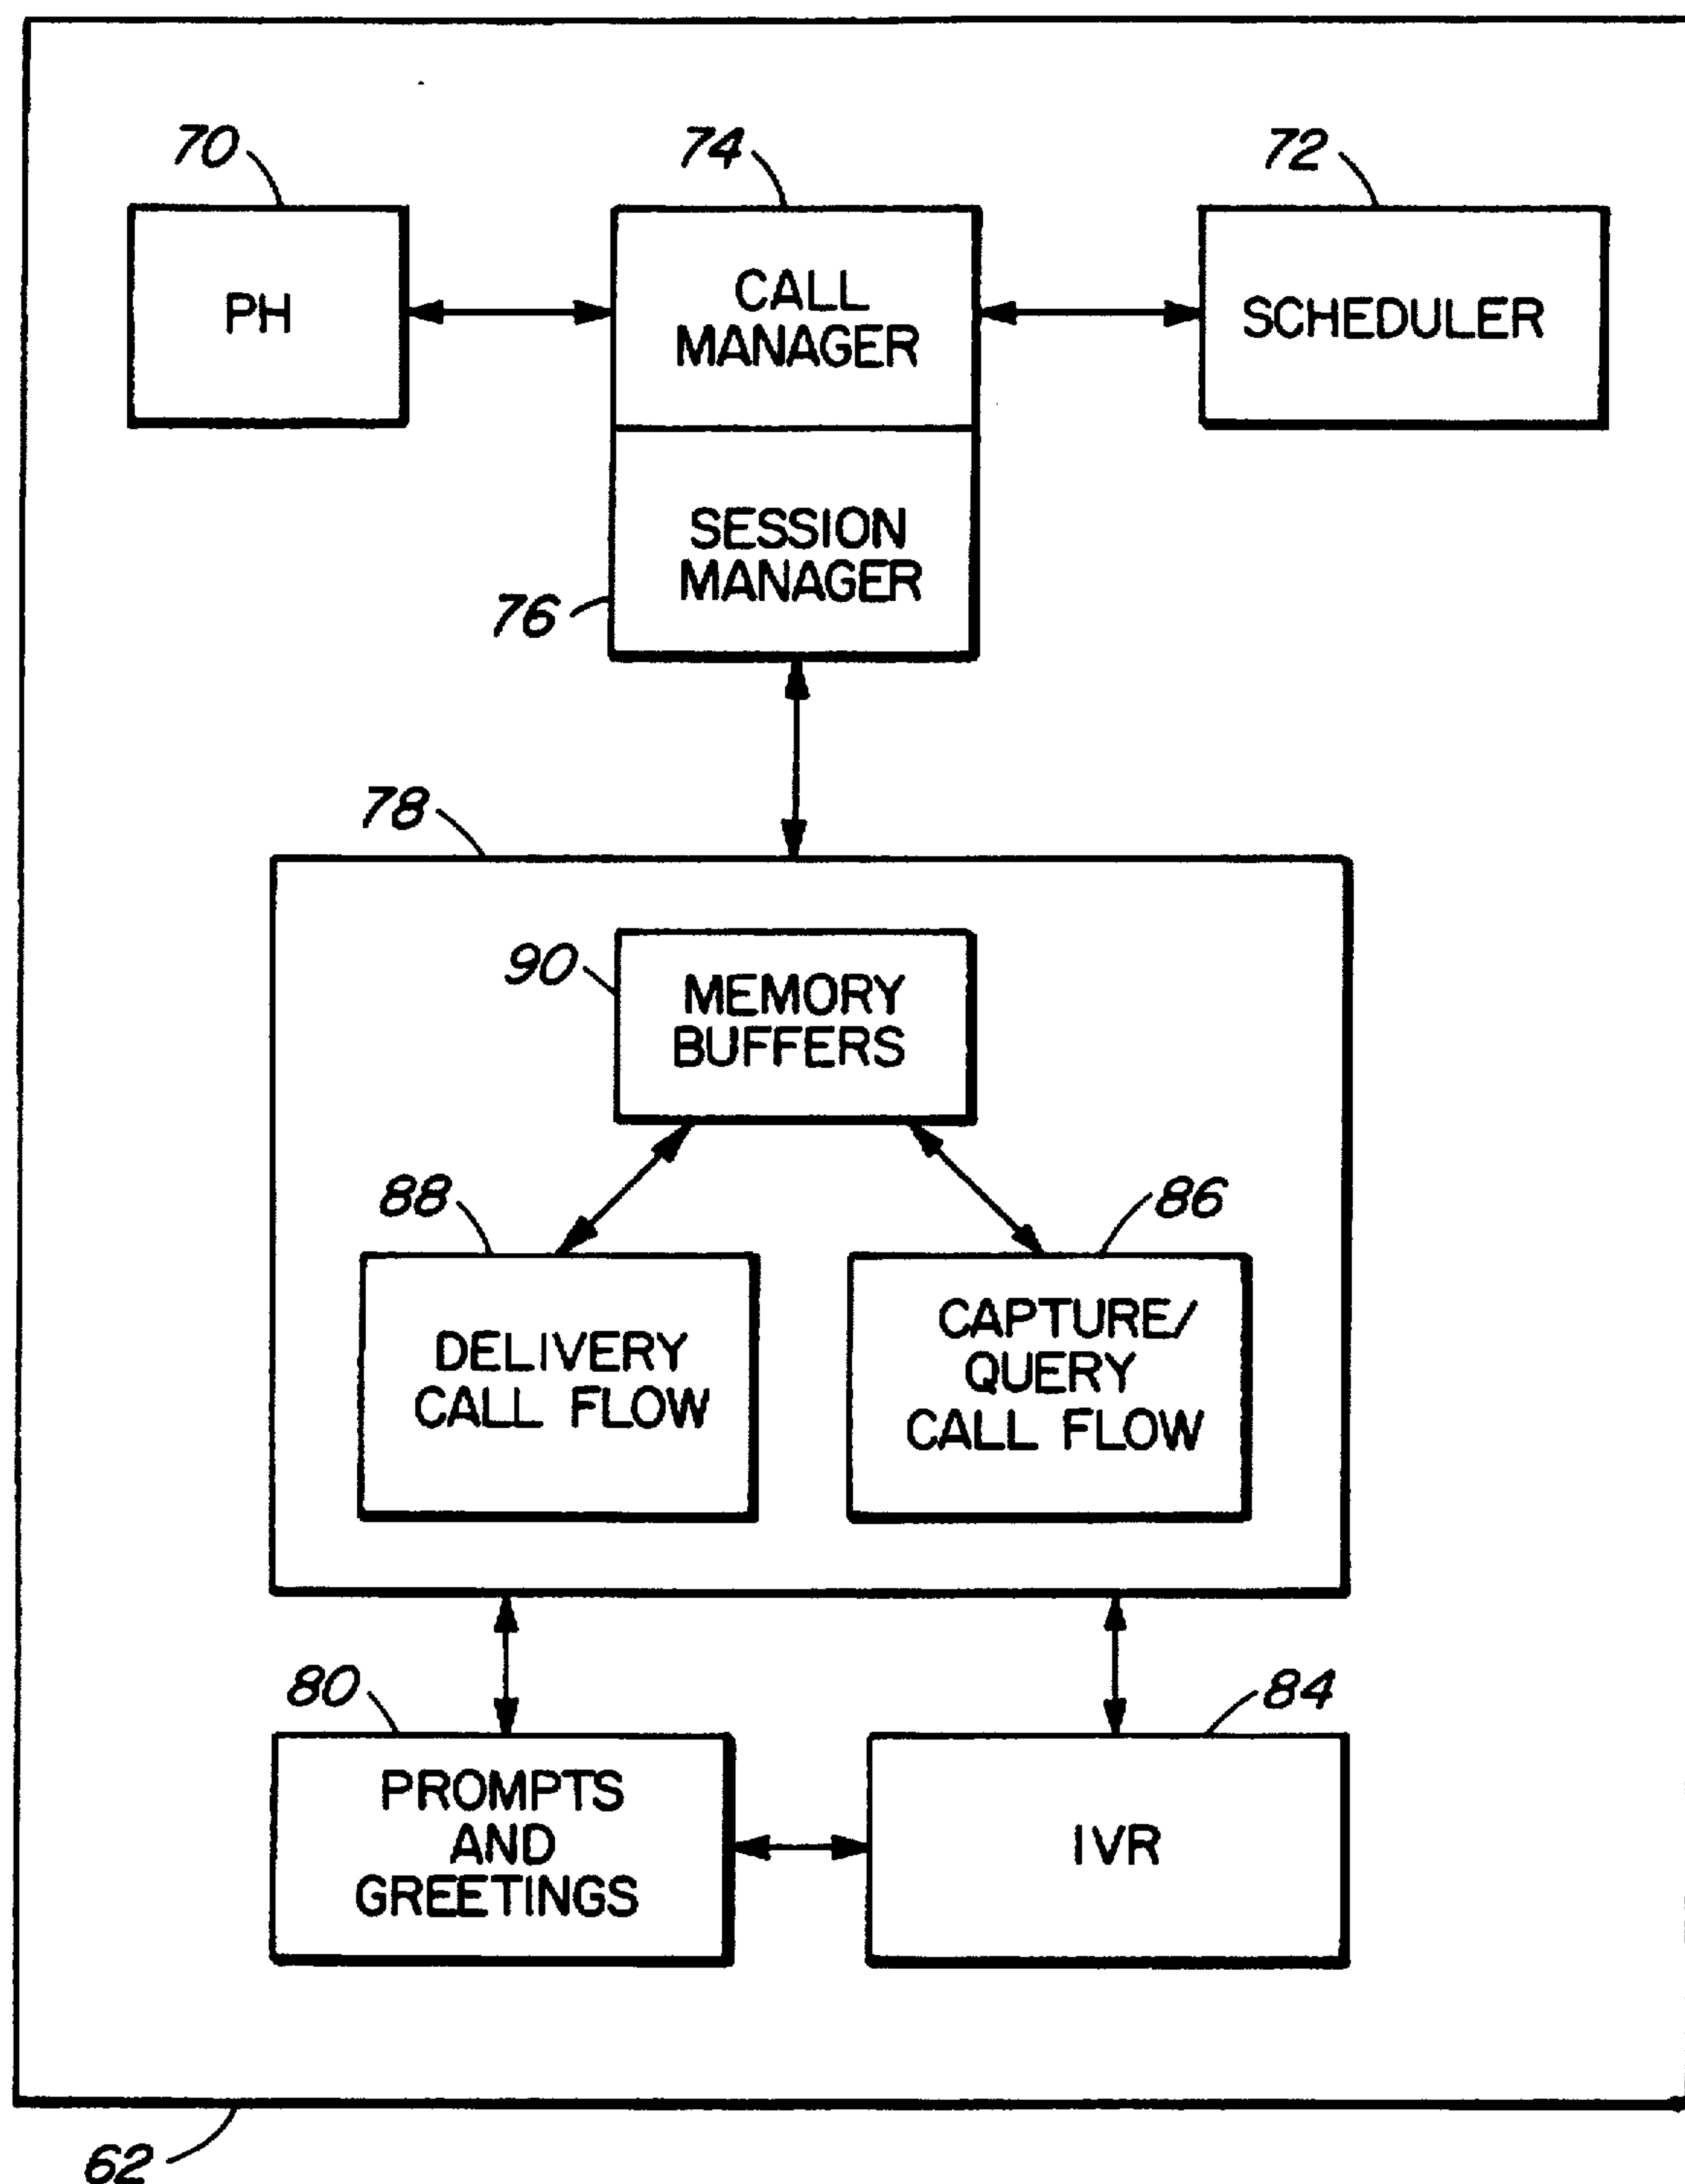 70
74
72
PH
CALL
MANAGER
SCHEDULER
SESSION
MANAGER
76
78
90
MEMORY
BUFFERS
88
86
DELIVERY
CALL FLOW
CAPTURE/
QUERY
CALL FLOW
80
84
PROMPTS
AND
GREETINGS
IVR
62